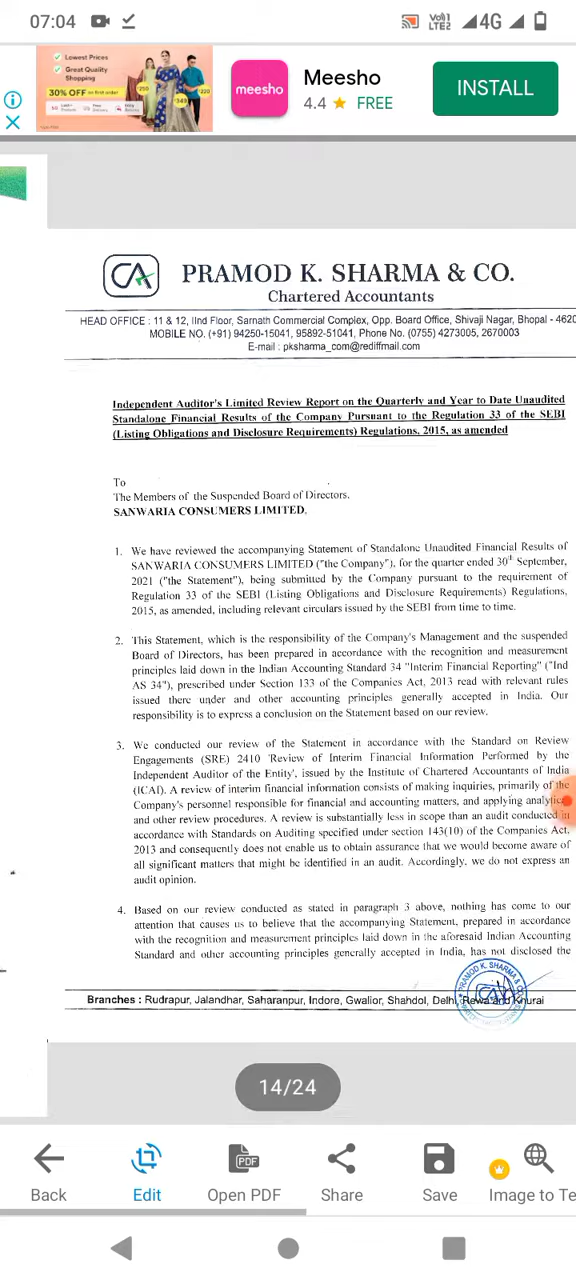 07:04
Vo)) LTE2 4G
Lowest Prices
Great Quality
Shopping
30% OFF on first order
meesho
Meesho
4.4 ★ FREE
INSTALL
CA
PRAMOD K. SHARMA & CO.
Chartered Accountants
HEAD OFFICE : 11 & 12, IInd Floor, Sarnath Commercial Complex, Opp. Board Office, Shivaji Nagar, Bhopal - 4620
MOBILE NO. (+91) 94250-15041, 95892-51041, Phone No. (0755) 4273005, 2670003
E-mail : pksharma_com@rediffmail.com
Independent Auditor's Limited Review Report on the Quarterly and Year to Date Unaudited
Standalone Financial Results of the Company Pursuant to the Regulation 33 of the SEBI
(Listing Obligations and Disclosure Requirements) Regulations, 2015, as amended
To
The Members of the Suspended Board of Directors.
SANWARIA CONSUMERS LIMITED.
1. We have reviewed the accompanying Statement of Standalone Unaudited Financial Results of
SANWARIA CONSUMERS LIMITED ("the Company"), for the quarter ended 30th September,
2021 ("the Statement"), being submitted by the Company pursuant to the requirement of
Regulation 33 of the SEBI (Listing Obligations and Disclosure Requirements) Regulations,
2015, as amended, including relevant circulars issued by the SEBI from time to time.
2. This Statement, which is the responsibility of the Company's Management and the suspended
Board of Directors, has been prepared in accordance with the recognition and measurement
principles laid down in the Indian Accounting Standard 34 "Interim Financial Reporting" ("Ind
AS 34"), prescribed under Section 133 of the Companies Act, 2013 read with relevant rules
issued there under and other accounting principles generally accepted in India. Our
responsibility is to express a conclusion on the Statement based on our review.
3. We conducted our review of the Statement in accordance with the Standard on Review
Engagements (SRE) 2410 'Review of Interim Financial Information Performed by the
Independent Auditor of the Entity', issued by the Institute of Chartered Accountants of India
(ICAI). A review of interim financial information consists of making inquiries, primarily of the
Company's personnel responsible for financial and accounting matters, and applying analytical
and other review procedures. A review is substantially less in scope than an audit conducted in
accordance with Standards on Auditing specified under section 143(10) of the Companies Act,
2013 and consequently does not enable us to obtain assurance that we would become aware of
all significant matters that might be identified in an audit. Accordingly, we do not express an
audit opinion.
4. Based on our review conducted as stated in paragraph 3 above, nothing has come to our
attention that causes us to believe that the accompanying Statement, prepared in accordance
with the recognition and measurement principles laid down in the aforesaid Indian Accounting
Standard and other accounting principles generally accepted in India, has not disclosed the
PRAMOD K. SHARMA & CO.
Branches : Rudrapur, Jalandhar, Saharanpur, Indore, Gwalior, Shahdol, Delhi, Rewa and Khurai
14/24
PDF
Back
Edit
Open PDF
Share
Save
Image to Te